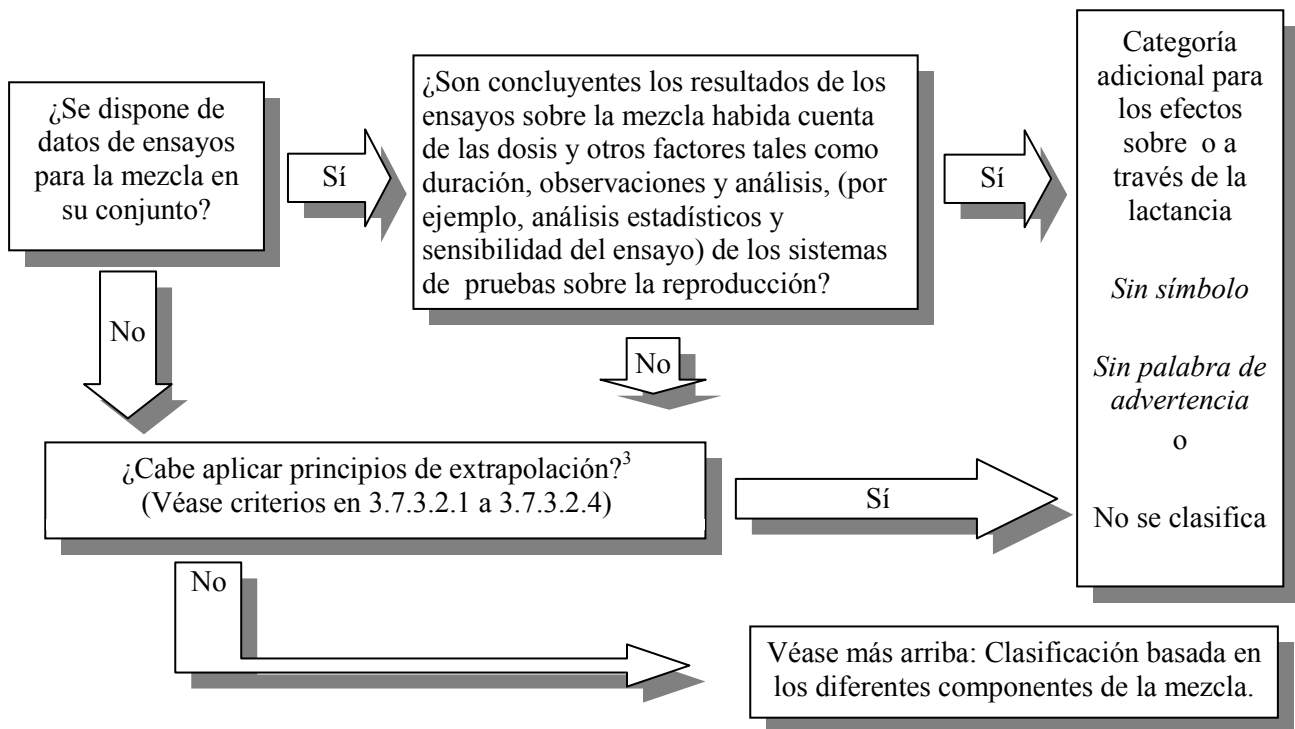 ¿Se dispone de
datos de ensayos
para la mezcla en
su conjunto?
Sí
¿Son concluyentes los resultados de los
ensayos sobre la mezcla habida cuenta
de las dosis y otros factores tales como
duración, observaciones y análisis, (por
ejemplo, análisis estadísticos y
sensibilidad del ensayo) de los sistemas
de pruebas sobre la reproducción?
Sí
Categoría
adicional para
los efectos
sobre o a
través de la
lactancia
Sin símbolo
Sin palabra de
advertencia
o
No se clasifica
No
No
¿Cabe aplicar principios de extrapolación?³
(Véase criterios en 3.7.3.2.1 a 3.7.3.2.4)
Sí
No
Véase más arriba: Clasificación basada en
los diferentes componentes de la mezcla.